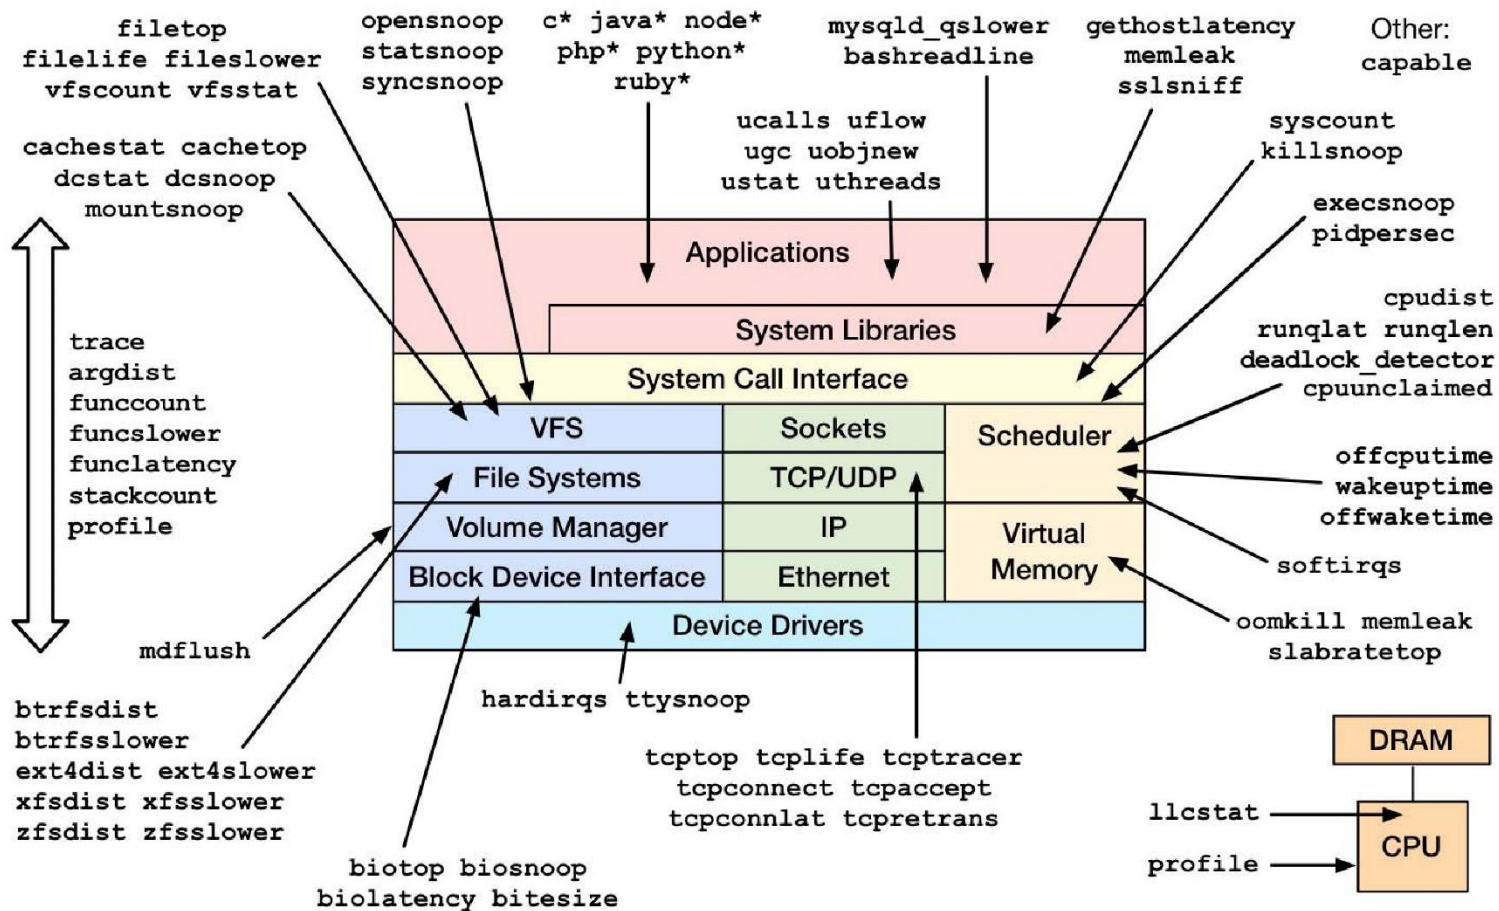 filetop
filelife fileslower
vfscount vfsstat
opensnoop
statsnoop
syncsnoop
c* java* node*
php* python*
ruby*
mysqld_qslower
bashreadline
gethostlatency
memleak
sslsniff
Other:
capable
cachestat cachetop
dcstat dcsnoop
mountsnoop
ucalls uflow
ugc uobjnew
ustat uthreads
syscount
killsnoop
execsnoop
pidpersec
trace
argdist
funccount
funcslower
funclatency
stackcount
profile
Applications
System Libraries
System Call Interface
VFS
Sockets
Scheduler
File Systems
TCP/UDP
Volume Manager
IP
Virtual
Memory
Block Device Interface
Ethernet
Device Drivers
cpudist
runqlat runqlen
deadlock_detector
cpuunclaimed
offcputime
wakeuptime
offwaketime
softirqs
oomkill memleak
slabratetop
mdflush
hardirqs ttysnoop
btrfsdist
btrfsslower
ext4dist ext4slower
xfsdist xfsslower
zfsdist zfsslower
tcptop tcplife tcptracer
tcpconnect tcpaccept
tcpconnlat tcpretrans
biotop biosnoop
biolatency bitesize
DRAM
llcstat
CPU
profile